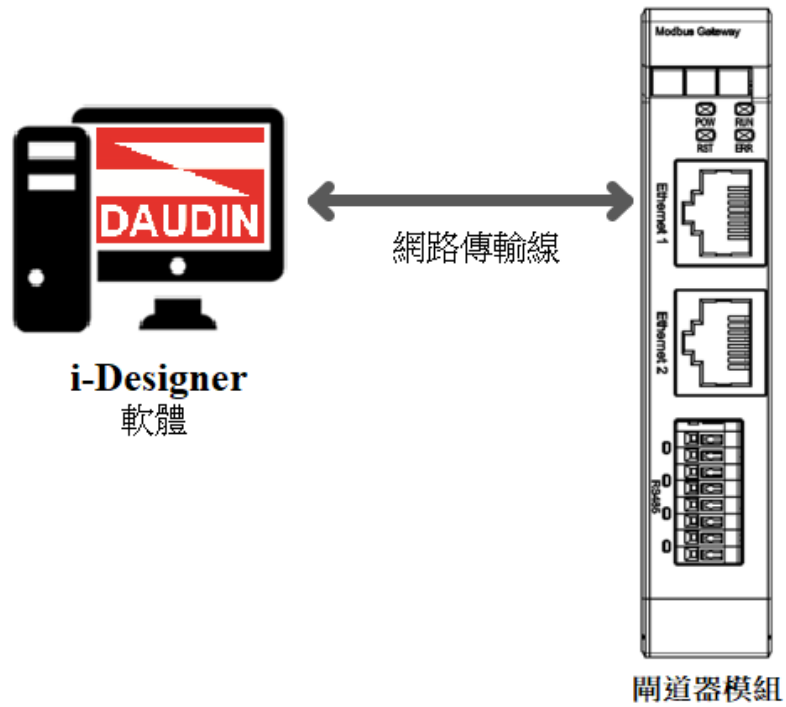 Modbus Gateway
POW RUN
RST ERR
Ethernet 1
DAUDIN
網路傳輸線
Ethernet 2
i-Designer
軟體
RS485
閘道器模組